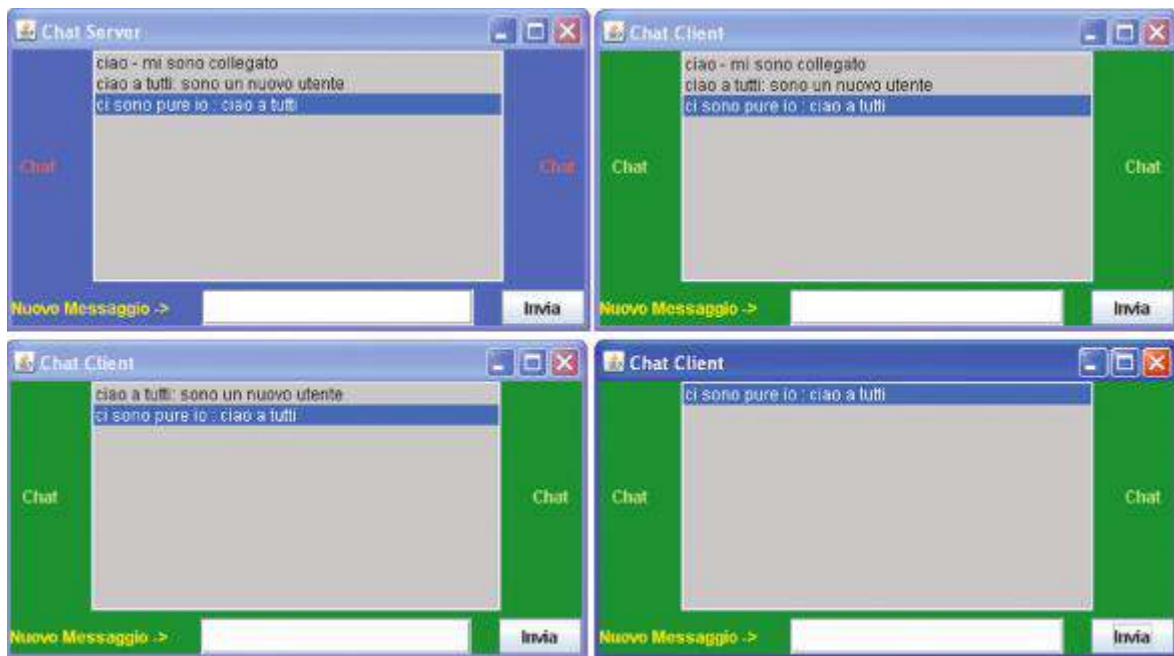 Chat Server
ciao - mi sono collegato
ciao a tutti: sono un nuovo utente
ci sono pure io : ciao a tutti
Chat
Chat
Nuovo Messaggio ->
Invia
Chat Client
ciao - mi sono collegato
ciao a tutti: sono un nuovo utente
ci sono pure io : ciao a tutti
Chat
Chat
Nuovo Messaggio ->
Invia
Chat Client
ciao a tutti: sono un nuovo utente
ci sono pure io : ciao a tutti
Chat
Chat
Nuovo Messaggio ->
Invia
Chat Client
ci sono pure io : ciao a tutti
Chat
Chat
Nuovo Messaggio ->
Invia